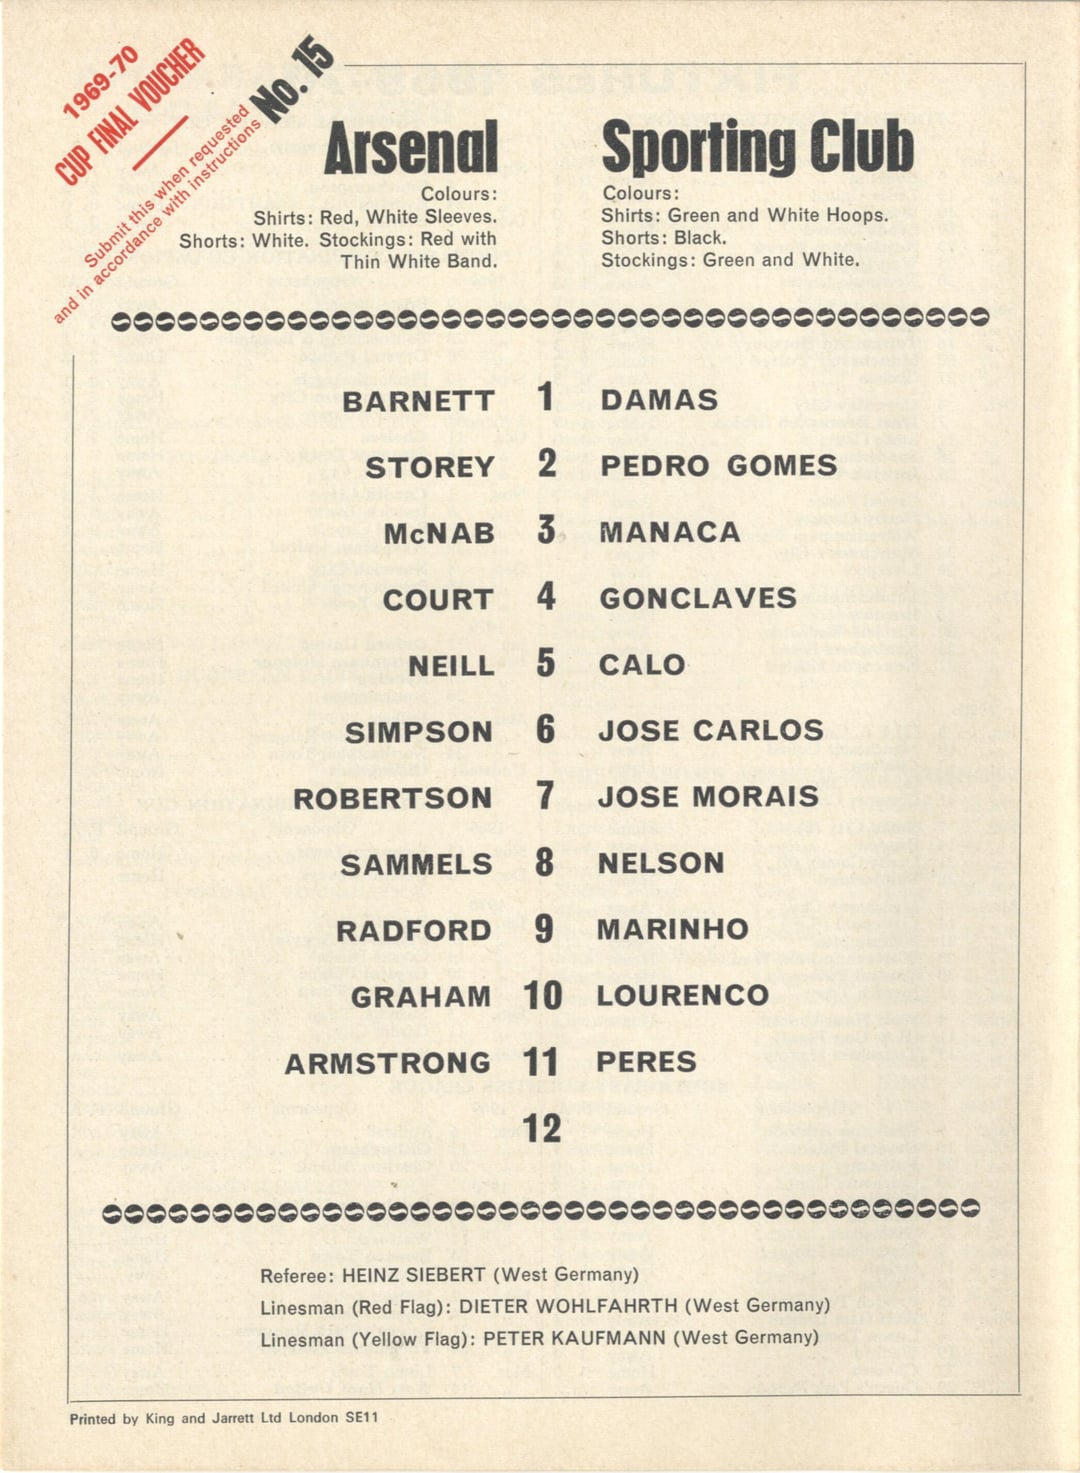 1969-70
CUP FINAL VOUCHER
No. 15
Submit this when requested
and in accordance with instructions
Arsenal
Colours:
Shirts: Red, White Sleeves.
Shorts: White. Stockings: Red with
Thin White Band.
Sporting Club
Colours:
Shirts: Green and White Hoops.
Shorts: Black.
Stockings: Green and White.
BARNETT 1 DAMAS
STOREY 2 PEDRO GOMES
McNAB 3 MANACA
COURT 4 GONCLAVES
NEILL 5 CALO
SIMPSON 6 JOSE CARLOS
ROBERTSON 7 JOSE MORAIS
SAMMELS 8 NELSON
RADFORD 9 MARINHO
GRAHAM 10 LOURENCO
ARMSTRONG 11 PERES
12
Referee: HEINZ SIEBERT (West Germany)
Linesman (Red Flag): DIETER WOHLFAHRTH (West Germany)
Linesman (Yellow Flag): PETER KAUFMANN (West Germany)
Printed by King and Jarrett Ltd London SE11